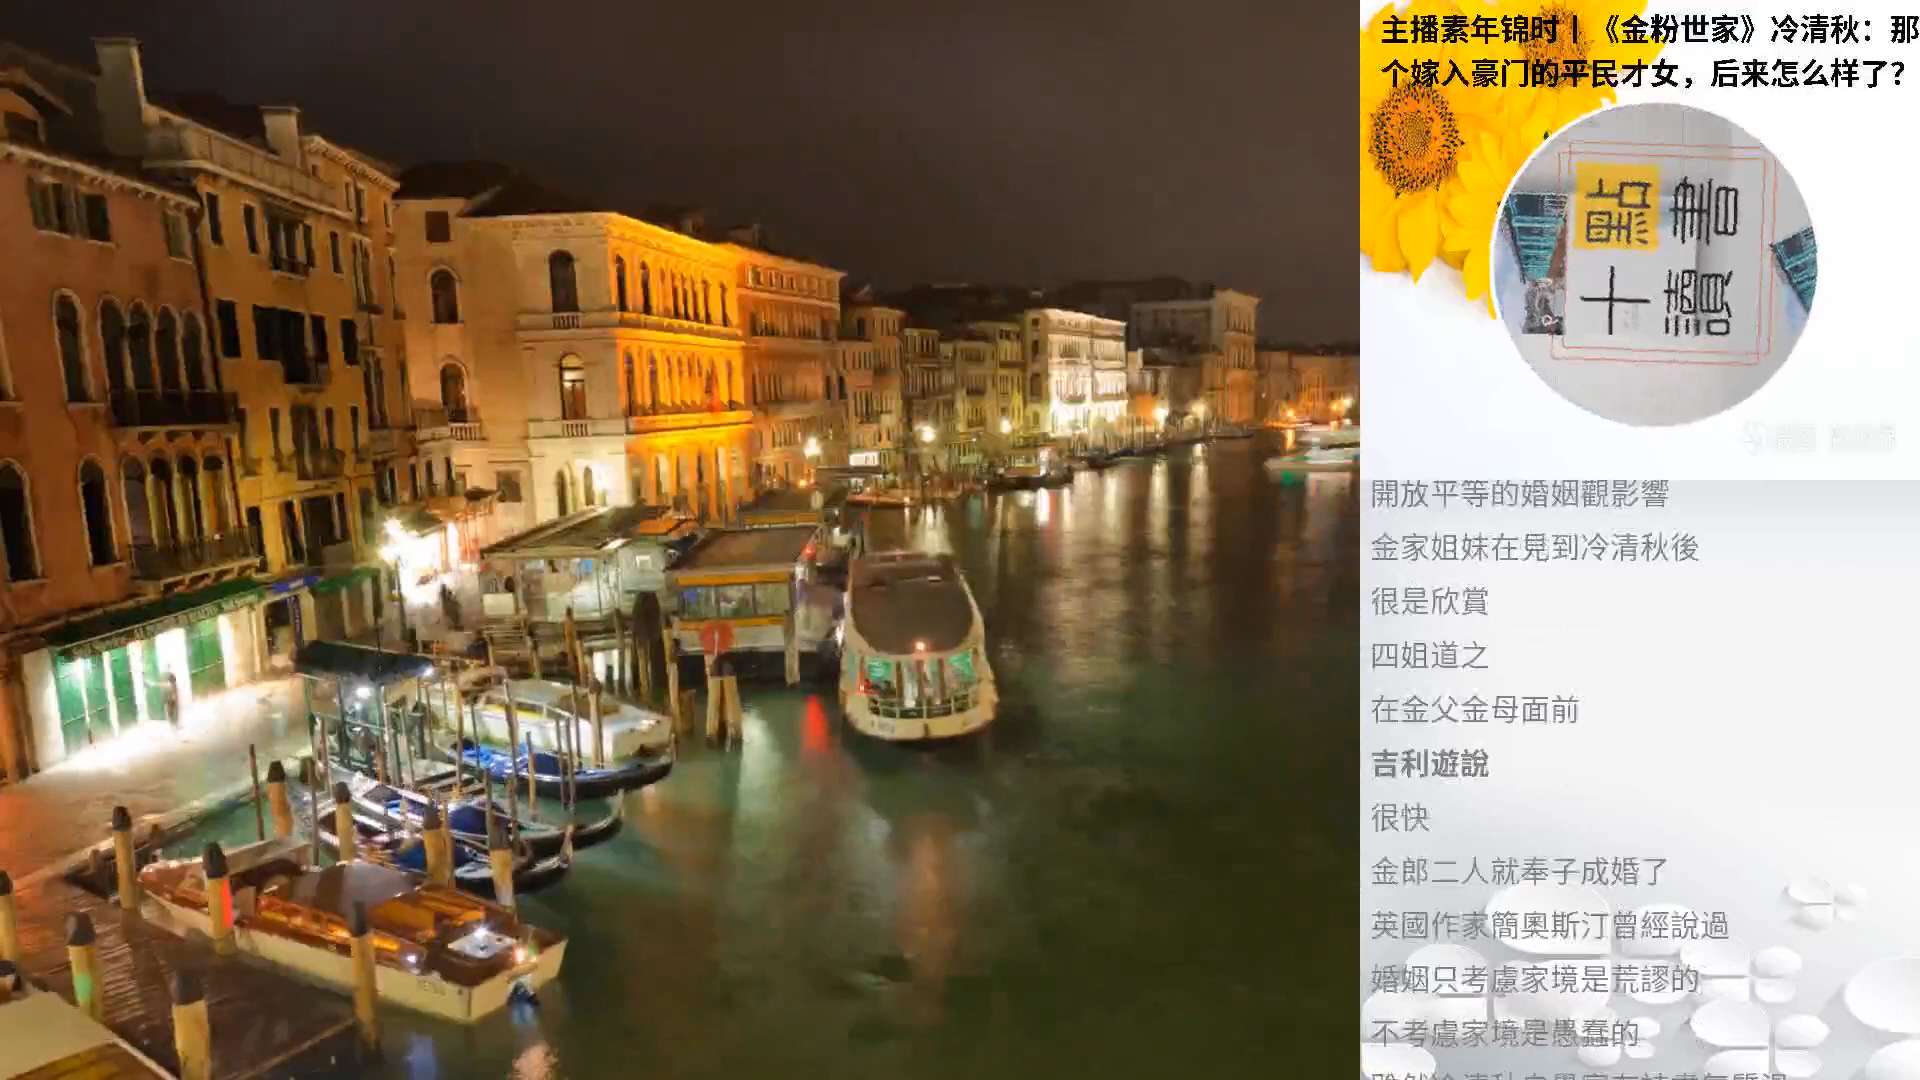 主播素年锦时丨《金粉世家》冷清秋：那
个嫁入豪门的平民才女，后来怎么样了？
十點
讀書
開放平等的婚姻觀影響
金家姐妹在見到冷清秋後
很是欣賞
四姐道之
在金父金母面前
吉利遊說
很快
金郎二人就奉子成婚了
英國作家簡奧斯汀曾經說過
婚姻只考慮家境是荒謬的
不考慮家境是愚蠢的